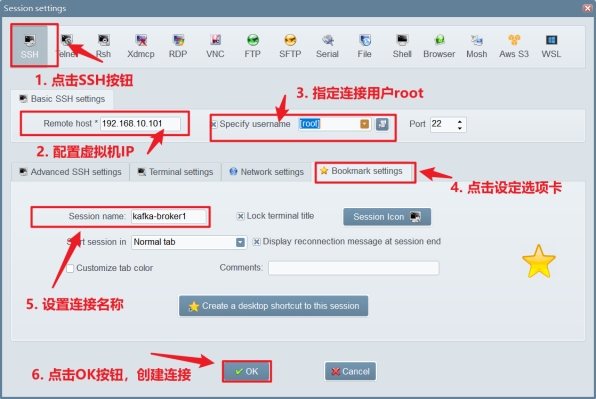 Session settings
SSH Telnet Rsh Xdmcp RDP VNC FTP SFTP Serial File Shell Browser Mosh Aws S3 WSL
1. 点击SSH按钮
3. 指定连接用户root
Basic SSH settings
Remote host * 192.168.10.101 Specify username [root] Port 22
2. 配置虚拟机IP
Advanced SSH settings Terminal settings Network settings Bookmark settings
4. 点击设定选项卡
Session name: kafka-broker1 Lock terminal title Session Icon
Start session in Normal tab Display reconnection message at session end
Customize tab color Comments:
5. 设置连接名称
Create a desktop shortcut to this session
6. 点击OK按钮，创建连接
OK Cancel